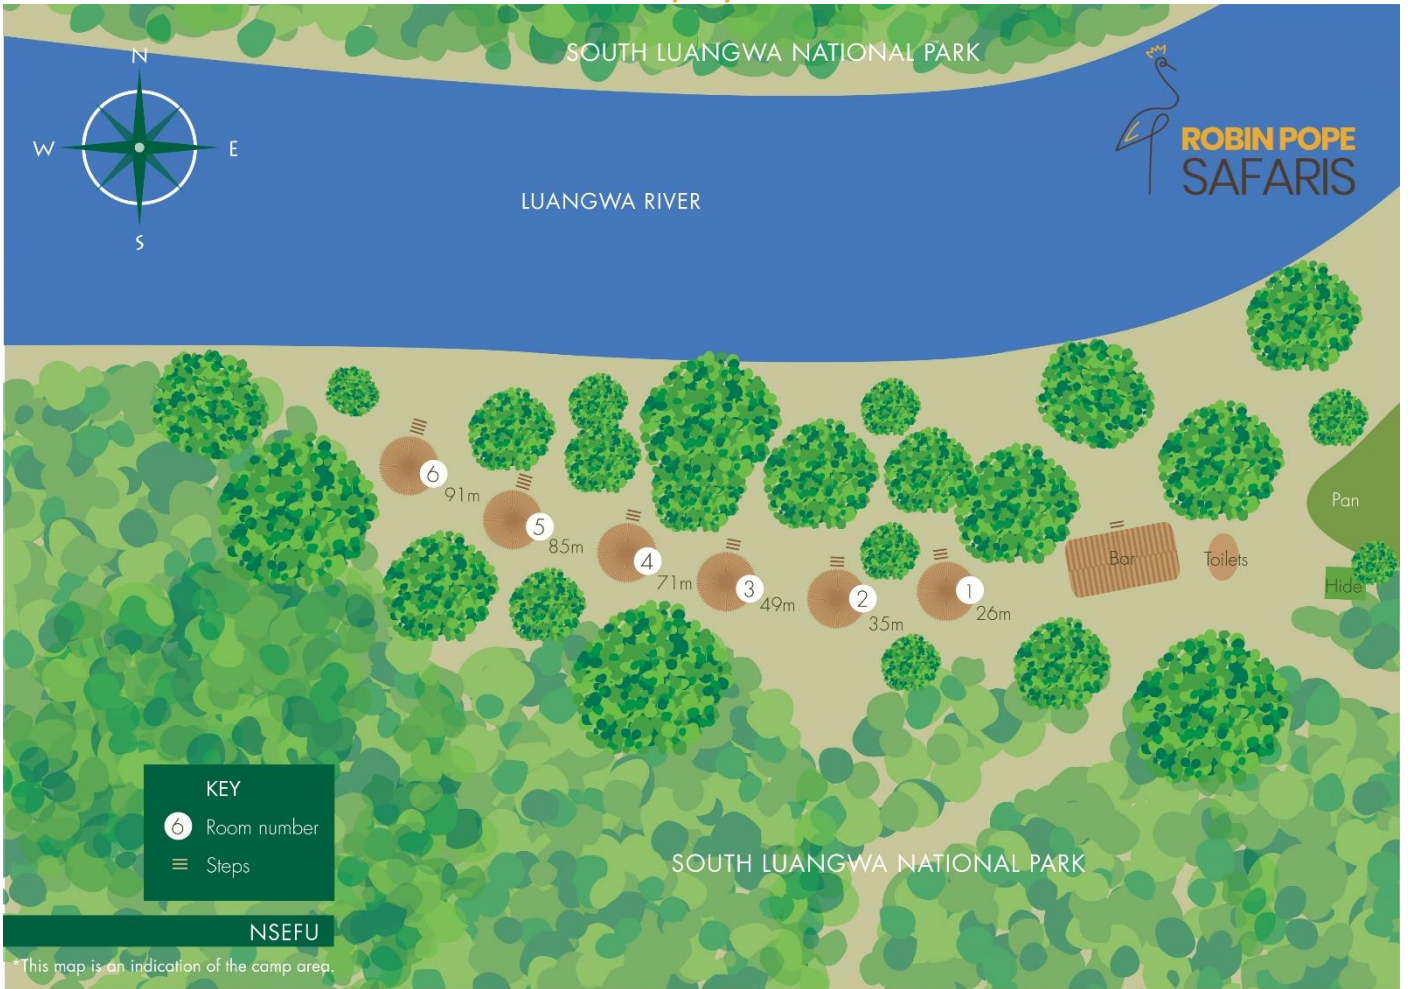 SOUTH LUANGWA NATIONAL PARK
N
W
E
S
ROBIN POPE
SAFARIS
LUANGWA RIVER
6
91m
5
85m
4
71m
3
49m
2
35m
1
26m
Bar
Toilets
Pan
Hide
KEY
6 Room number
Steps
SOUTH LUANGWA NATIONAL PARK
NSEFU
*This map is an indication of the camp area.